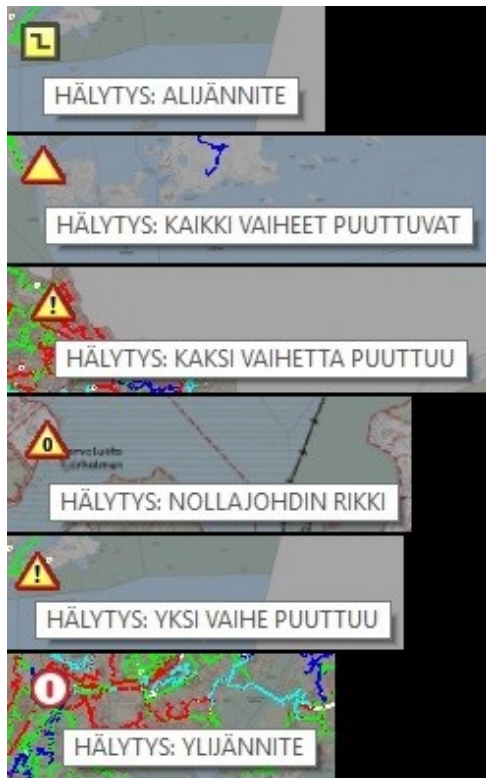 HÄLYTYS: ALIJÄNNITE
HÄLYTYS: KAIKKI VAIHEET PUUTTUVAT
!
HÄLYTYS: KAKSI VAIHETTA PUUTTUU
0
HÄLYTYS: NOLLAJOHDIN RIKKI
!
HÄLYTYS: YKSI VAIHE PUUTTUU
HÄLYTYS: YLIJÄNNITE